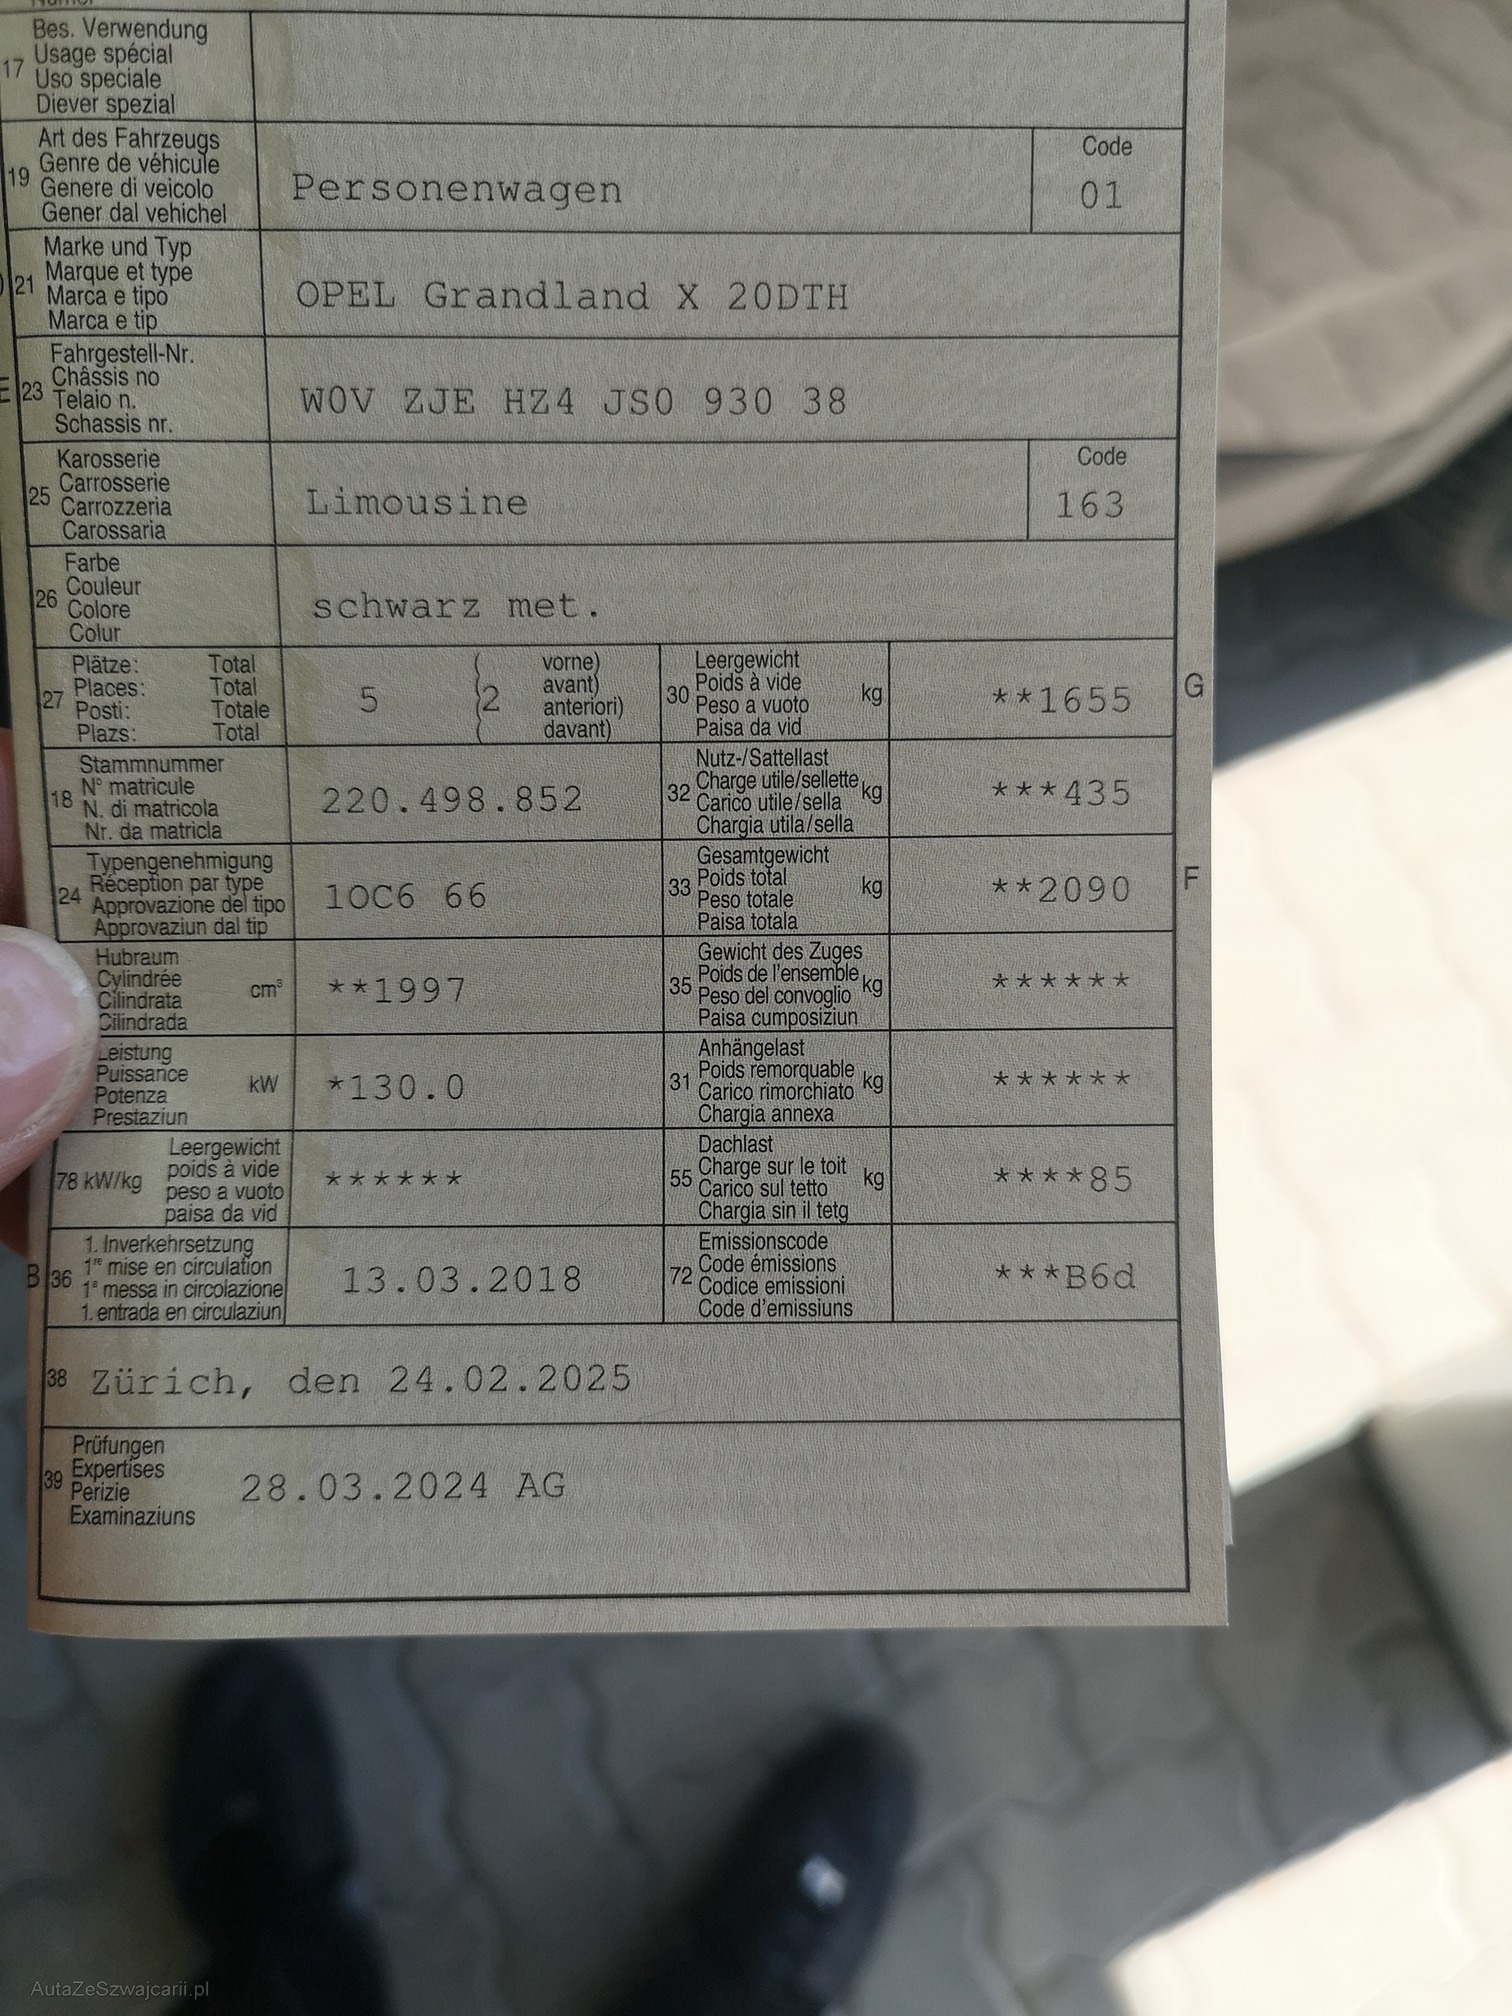 17 Bes. Verwendung
Usage spécial
Uso speciale
Diever spezial
19 Art des Fahrzeugs
Genre de véhicule
Genere di veicolo
Gener dal vehichel
Personenwagen
Code
01
21 Marke und Typ
Marque et type
Marca e tipo
Marca e tip
OPEL Grandland X 20DTH
E 23 Fahrgestell-Nr.
Châssis no
Telaio n.
Schassis nr.
W0V ZJE HZ4 JS0 930 38
25 Karosserie
Carrosserie
Carrozzeria
Carossaria
Limousine
Code
163
26 Farbe
Couleur
Colore
Colur
schwarz met.
27 Plätze: Total
Places: Total
Posti: Totale
Plazs: Total
5 (2 vorne)
avant)
anteriori)
davant)
30 Leergewicht
Poids à vide
Peso a vuoto
Paisa da vid
kg
**1655
G
18 Stammnummer
N° matricule
N. di matricola
Nr. da matricla
220.498.852
32 Nutz-/Sattellast
Charge utile/sellette
Carico utile/sella
Chargia utila/sella
kg
***435
24 Typengenehmigung
Réception par type
Approvazione del tipo
Approvaziun dal tip
1OC6 66
33 Gesamtgewicht
Poids total
Peso totale
Paisa totala
kg
**2090
F
Hubraum
Cylindrée
Cilindrata
Cilindrada
cm³
**1997
35 Gewicht des Zuges
Poids de l'ensemble
Peso del convoglio
Paisa cumposiziun
kg
******
Leistung
Puissance
Potenza
Prestaziun
kW
*130.0
31 Anhängelast
Poids remorquable
Carico rimorchiato
Chargia annexa
kg
******
78 kW/kg Leergewicht
poids à vide
peso a vuoto
paisa da vid
******
55 Dachlast
Charge sur le toit
Carico sul tetto
Chargia sin il tetg
kg
****85
B 36 1. Inverkehrsetzung
1re mise en circulation
1a messa in circolazione
1. entrada en circulaziun
13.03.2018
72 Emissionscode
Code émissions
Codice emissioni
Code d'emissiuns
***B6d
38 Zürich, den 24.02.2025
39 Prüfungen
Expertises
Perizie
Examinaziuns
28.03.2024 AG
AutaZeSzwajcarii.pl